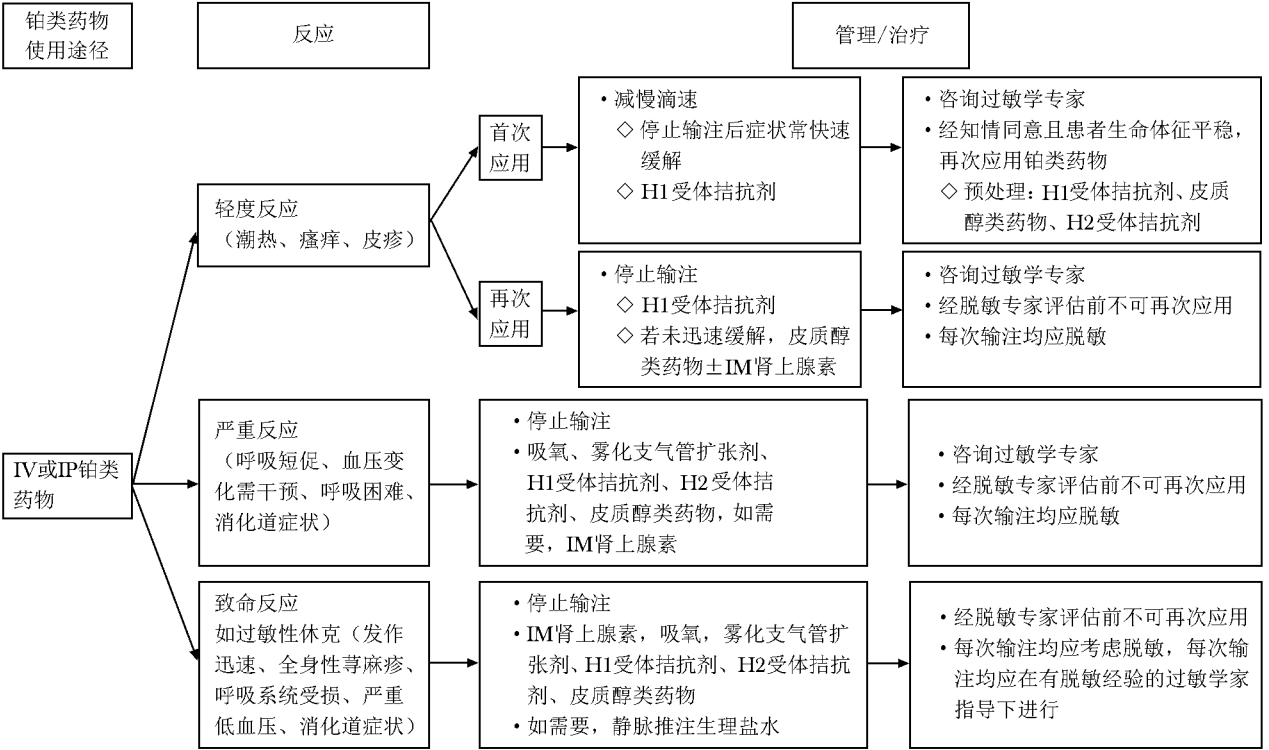 铂类药物
使用途径
反应
管理/治疗
IV或IP铂类
药物
轻度反应
（潮热、瘙痒、皮疹）
首次
应用
• 减慢滴速
◇ 停止输注后症状常快速
缓解
◇ H1受体拮抗剂
• 咨询过敏学专家
• 经知情同意且患者生命体征平稳，
再次应用铂类药物
◇ 预处理：H1受体拮抗剂、皮质
醇类药物、H2受体拮抗剂
再次
应用
• 停止输注
◇ H1受体拮抗剂
◇ 若未迅速缓解，皮质醇
类药物±IM肾上腺素
• 咨询过敏学专家
• 经脱敏专家评估前不可再次应用
• 每次输注均应脱敏
严重反应
（呼吸短促、血压变
化需干预、呼吸困难、
消化道症状）
• 停止输注
• 吸氧、雾化支气管扩张剂、
H1受体拮抗剂、H2受体拮
抗剂、皮质醇类药物，如需
要，IM肾上腺素
• 咨询过敏学专家
• 经脱敏专家评估前不可再次应用
• 每次输注均应脱敏
致命反应
如过敏性休克（发作
迅速、全身性荨麻疹、
呼吸系统受损、严重
低血压、消化道症状）
• 停止输注
• IM肾上腺素，吸氧，雾化支气管扩
张剂、H1受体拮抗剂、H2受体拮抗
剂、皮质醇类药物
• 如需要，静脉推注生理盐水
• 经脱敏专家评估前不可再次应用
• 每次输注均应考虑脱敏，每次输
注均应在有脱敏经验的过敏学家
指导下进行